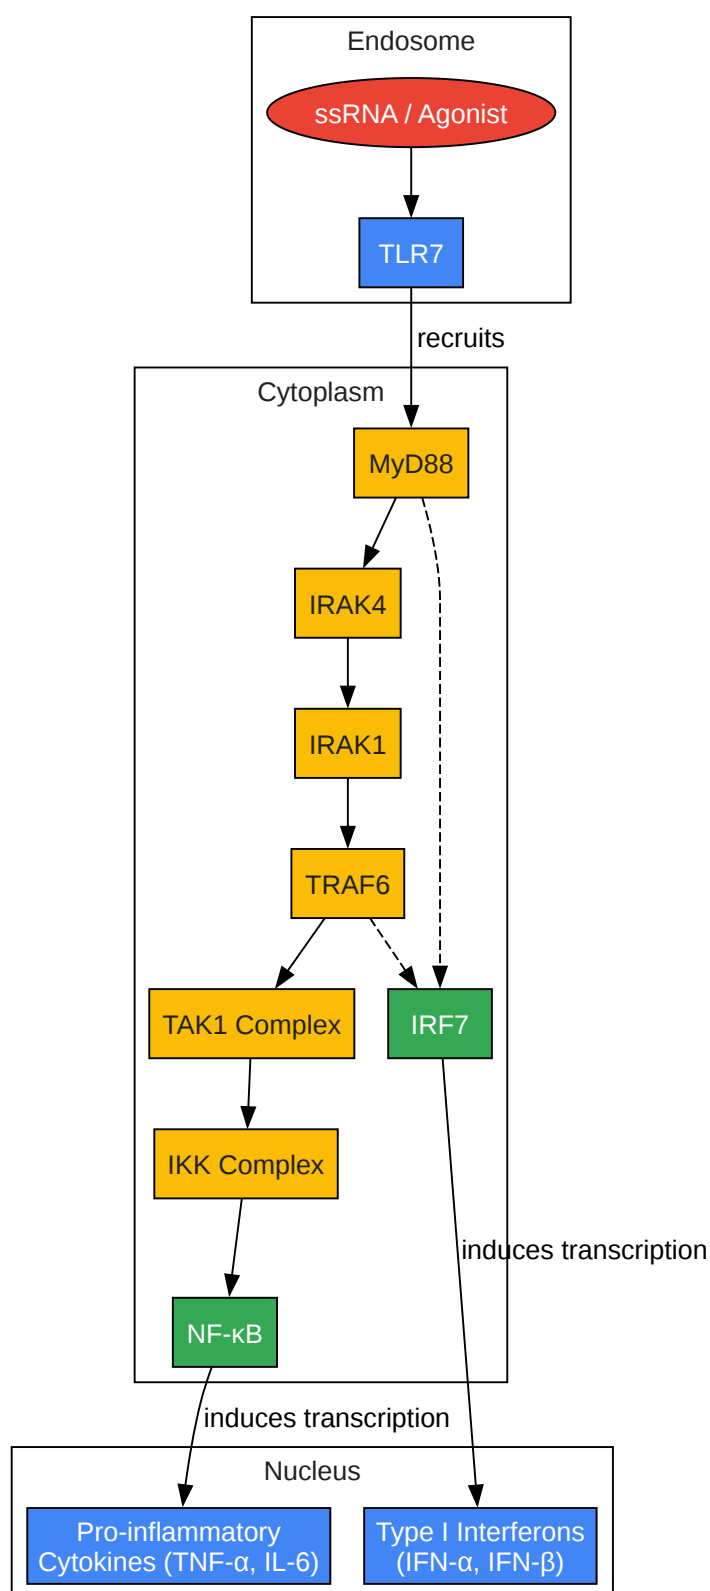 Endosome
ssRNA / Agonist
TLR7
recruits
Cytoplasm
MyD88
IRAK4
IRAK1
TRAF6
TAK1 Complex
IRF7
IKK Complex
induces transcription
NF-κB
induces transcription
Nucleus
Pro-inflammatory
Cytokines (TNF-α, IL-6)
Type I Interferons
(IFN-α, IFN-β)